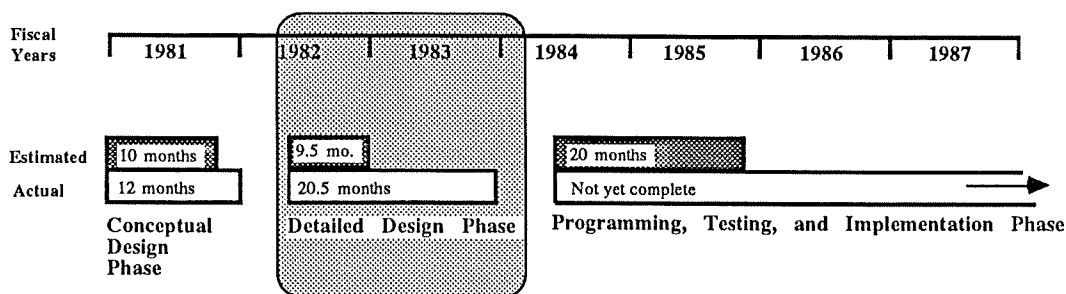 Fiscal
Years
1981 1982 1983 1984 1985 1986 1987
Estimated 10 months 9.5 mo. 20 months
Actual 12 months 20.5 months Not yet complete
Conceptual
Design
Phase
Detailed Design Phase
Programming, Testing, and Implementation Phase